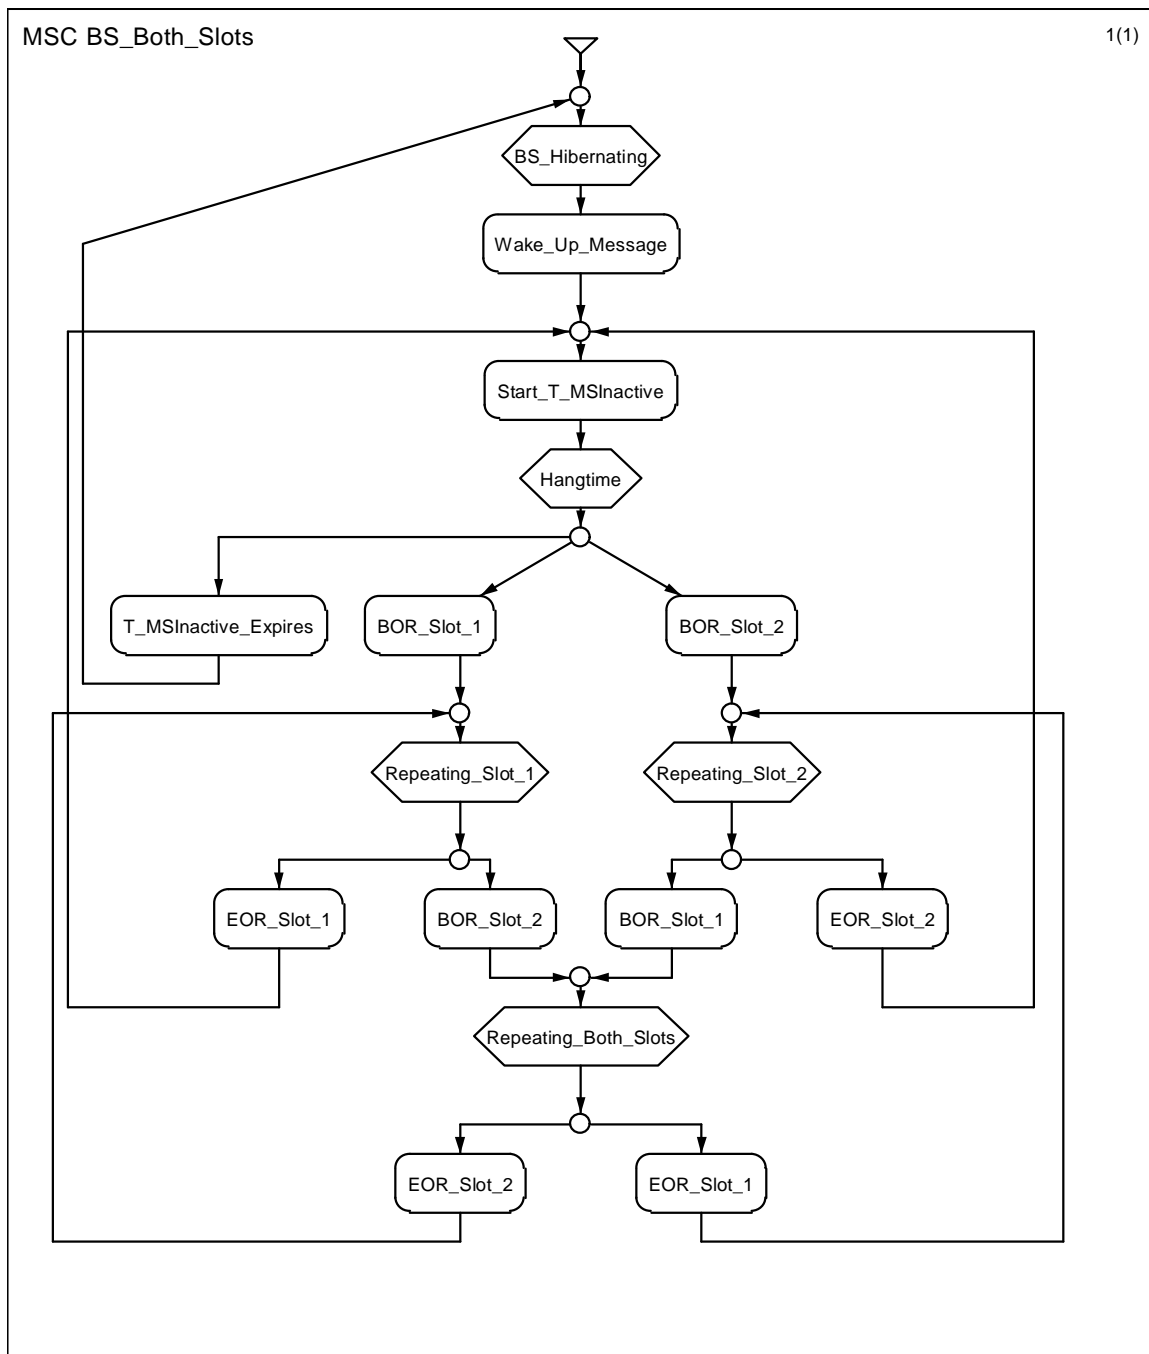 MSC BS_Both_Slots
1(1)
BS_Hibernating
Wake_Up_Message
Start_T_MSInactive
Hangtime
T_MSInactive_Expires
BOR_Slot_1
BOR_Slot_2
Repeating_Slot_1
Repeating_Slot_2
EOR_Slot_1
BOR_Slot_2
BOR_Slot_1
EOR_Slot_2
Repeating_Both_Slots
EOR_Slot_2
EOR_Slot_1